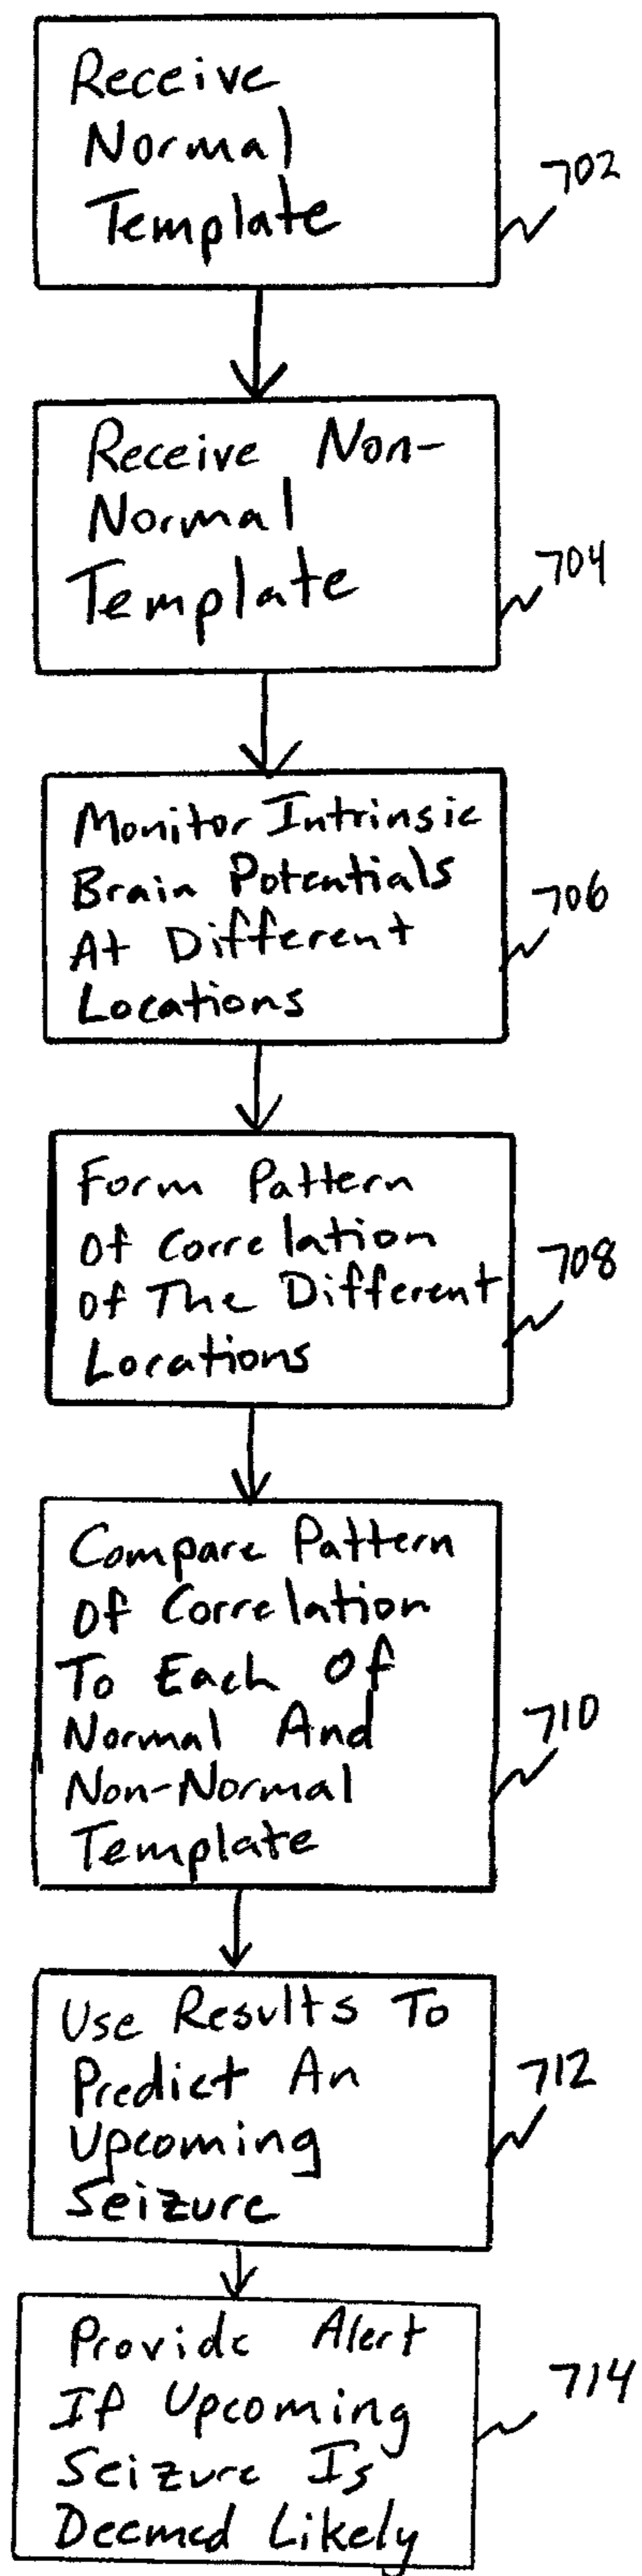 Receive
Normal
Template
702
Receive Non-
Normal
Template
704
Monitor Intrinsic
Brain Potentials
At Different
Locations
706
Form Pattern
Of Correlation
Of The Different
Locations
708
Compare Pattern
Of Correlation
To Each Of
Normal And
Non-Normal
Template
710
Use Results To
Predict An
Upcoming
Seizure
712
Provide Alert
If Upcoming
Seizure Is
Deemed Likely
714